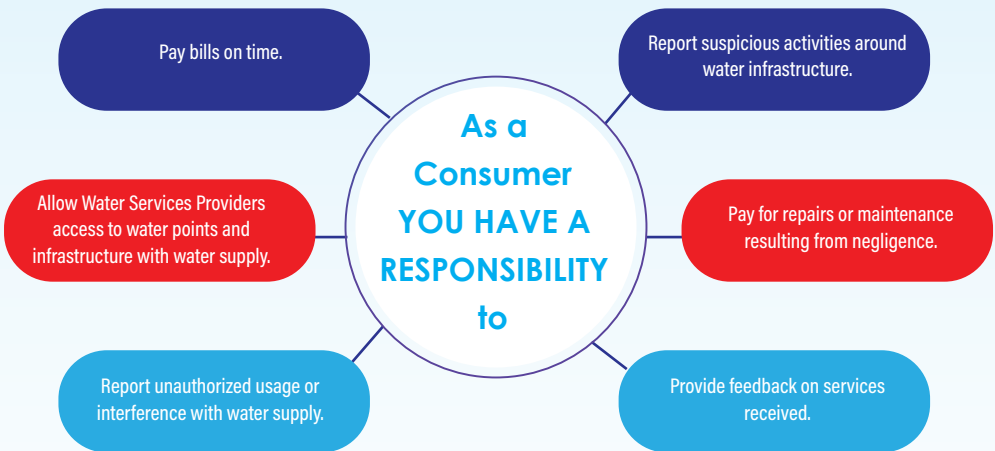 Pay bills on time.
Report suspicious activities around
water infrastructure.
As a
Consumer
YOU HAVE A
RESPONSIBILITY
to
Allow Water Services Providers
access to water points and
infrastructure with water supply.
Pay for repairs or maintenance
resulting from negligence.
Report unauthorized usage or
interference with water supply.
Provide feedback on services
received.